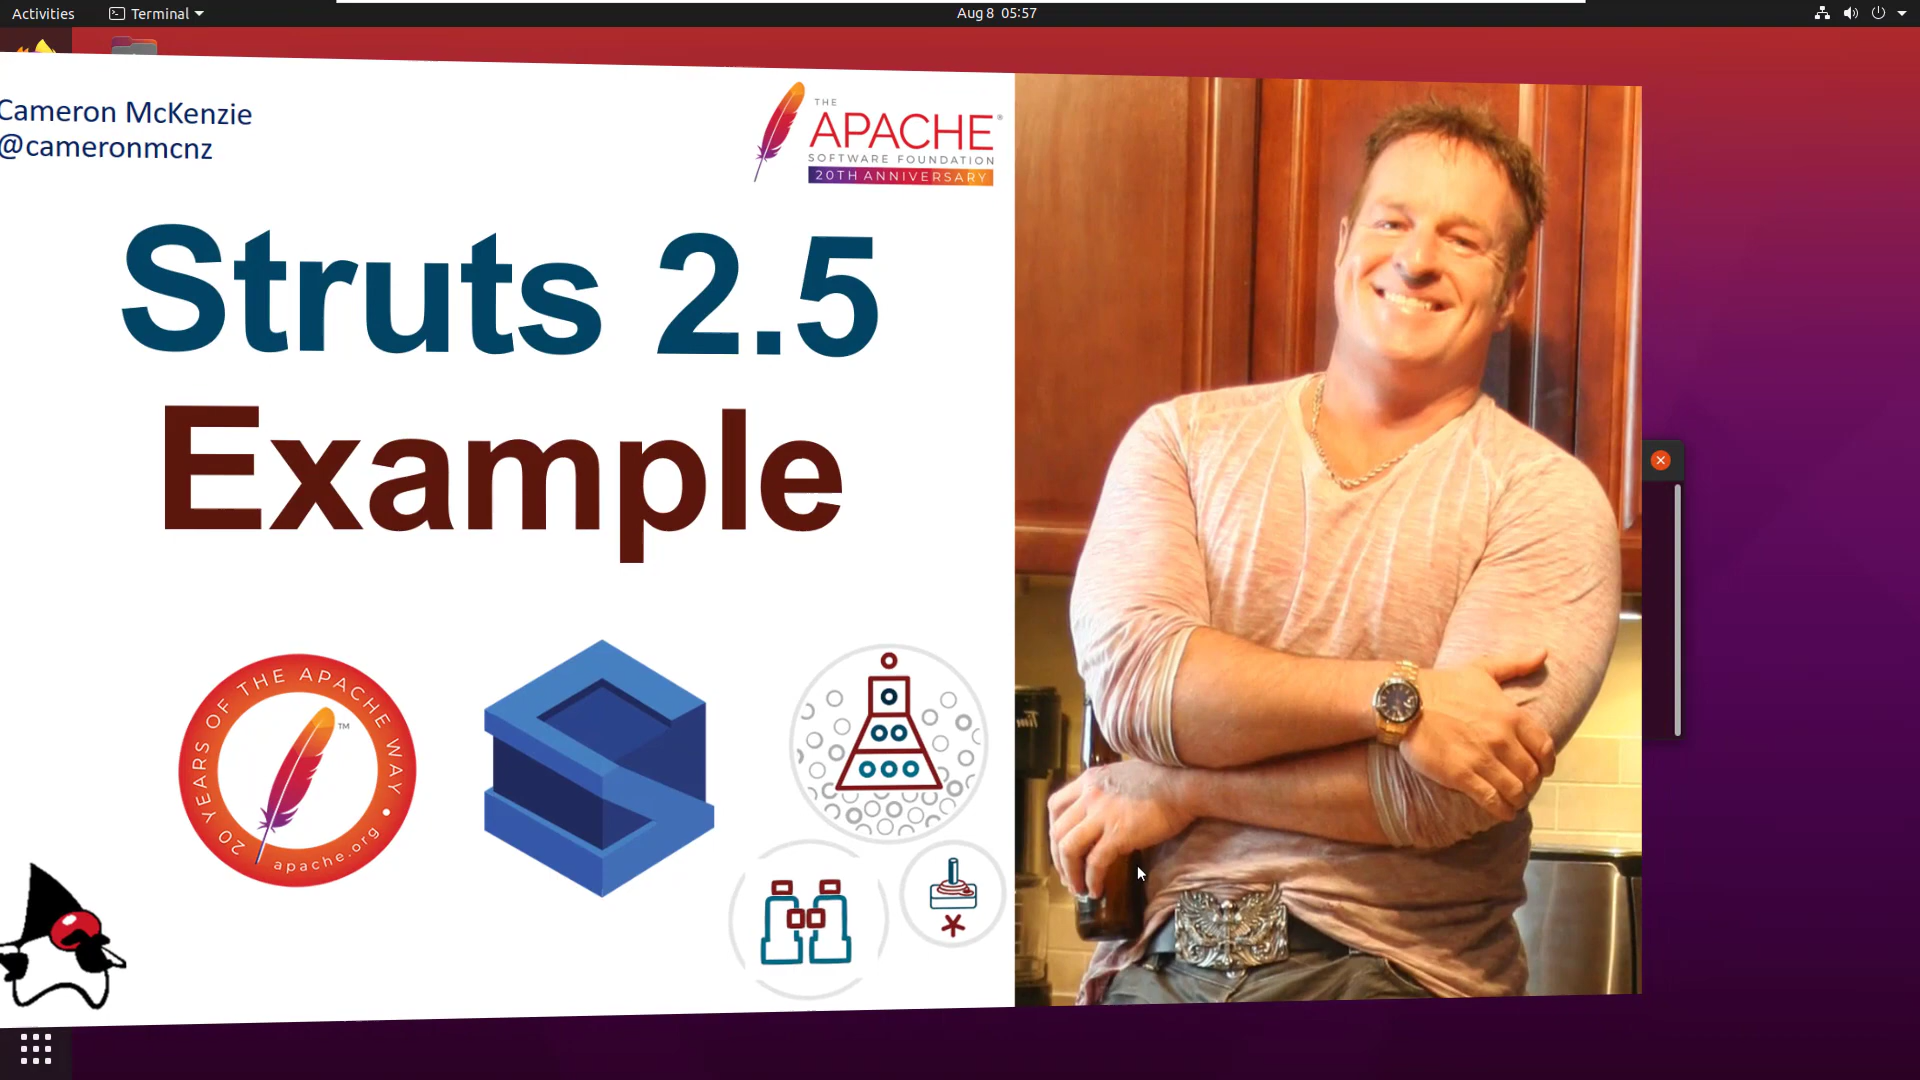 Activities
Terminal
Aug 8 05:57
Cameron McKenzie
@cameronmcnz
THE
APACHE®
SOFTWARE FOUNDATION
20TH ANNIVERSARY
Struts 2.5
Example
20 YEARS OF THE APACHE WAY
apache.org
TM